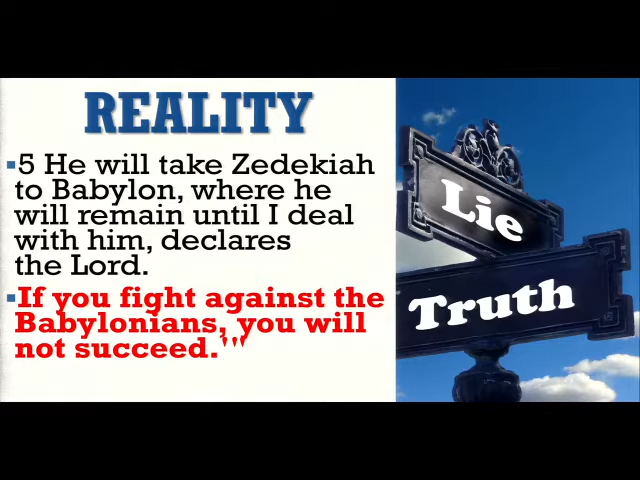 REALITY
▪5 He will take Zedekiah
to Babylon, where he
will remain until I deal
with him, declares
the Lord.
▪If you fight against the
Babylonians, you will
not succeed.'"
Lie
Truth